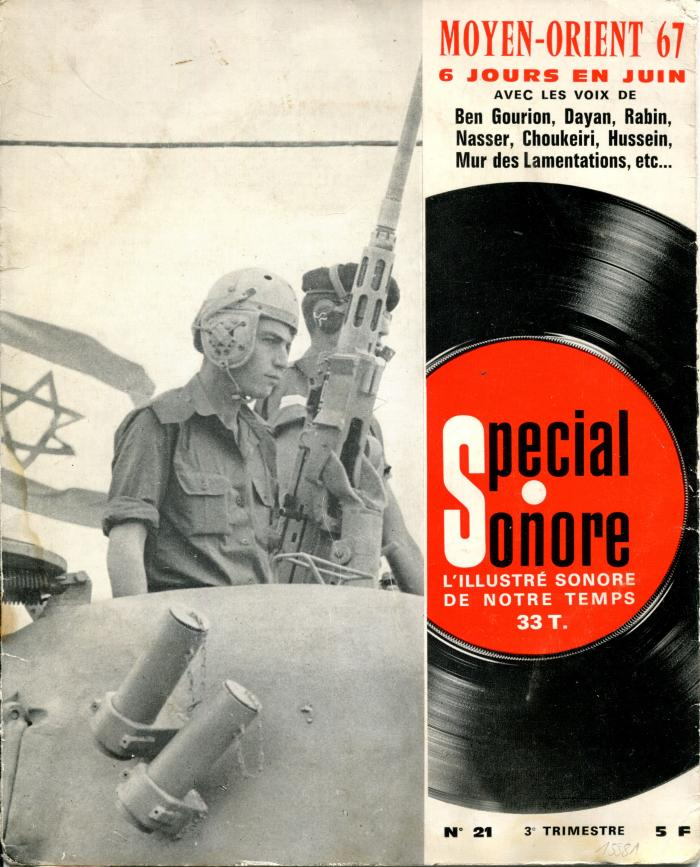 MOYEN-ORIENT 67
6 JOURS EN JUIN
AVEC LES VOIX DE
Ben Gourion, Dayan, Rabin,
Nasser, Choukeiri, Hussein,
Mur des Lamentations, etc...
Special
Sonore
L'ILLUSTRÉ SONORE
DE NOTRE TEMPS
33 T.
N° 21 3e TRIMESTRE 5 F